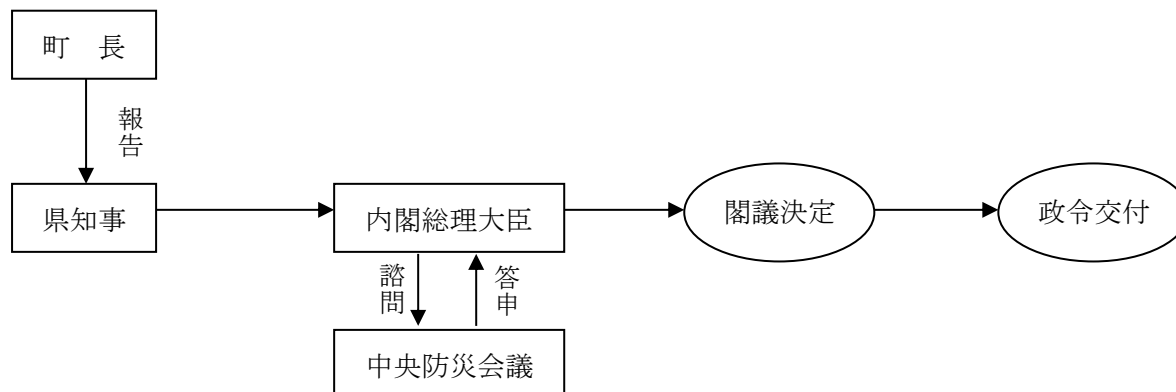 町　長
報告
県知事
内閣総理大臣
閣議決定
政令交付
諮問
答申
中央防災会議